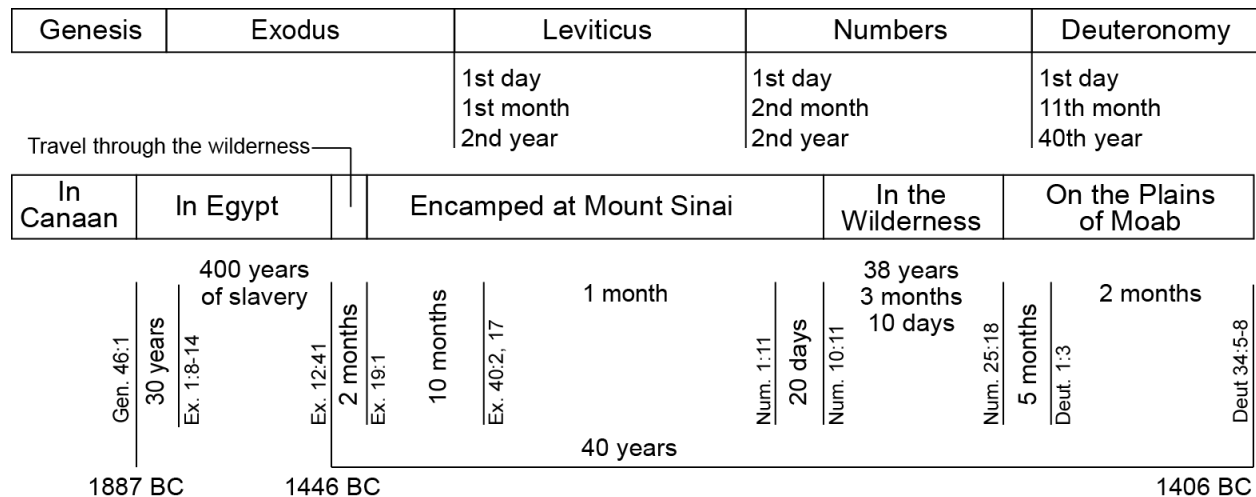 Genesis Exodus Leviticus Numbers Deuteronomy
1st day
1st month
2nd year
1st day
2nd month
2nd year
1st day
11th month
40th year
Travel through the wilderness
In
Canaan
In Egypt
Encamped at Mount Sinai
In the
Wilderness
On the Plains
of Moab
Gen. 46:1
30 years
Ex. 1:8-14
400 years
of slavery
Ex. 12:41
2 months
Ex. 19:1
10 months
Ex. 40:2, 17
1 month
Num. 1:11
20 days
Num. 10:11
38 years
3 months
10 days
Num. 25:18
5 months
Deut. 1:3
2 months
Deut 34:5-8
40 years
1887 BC
1446 BC
1406 BC